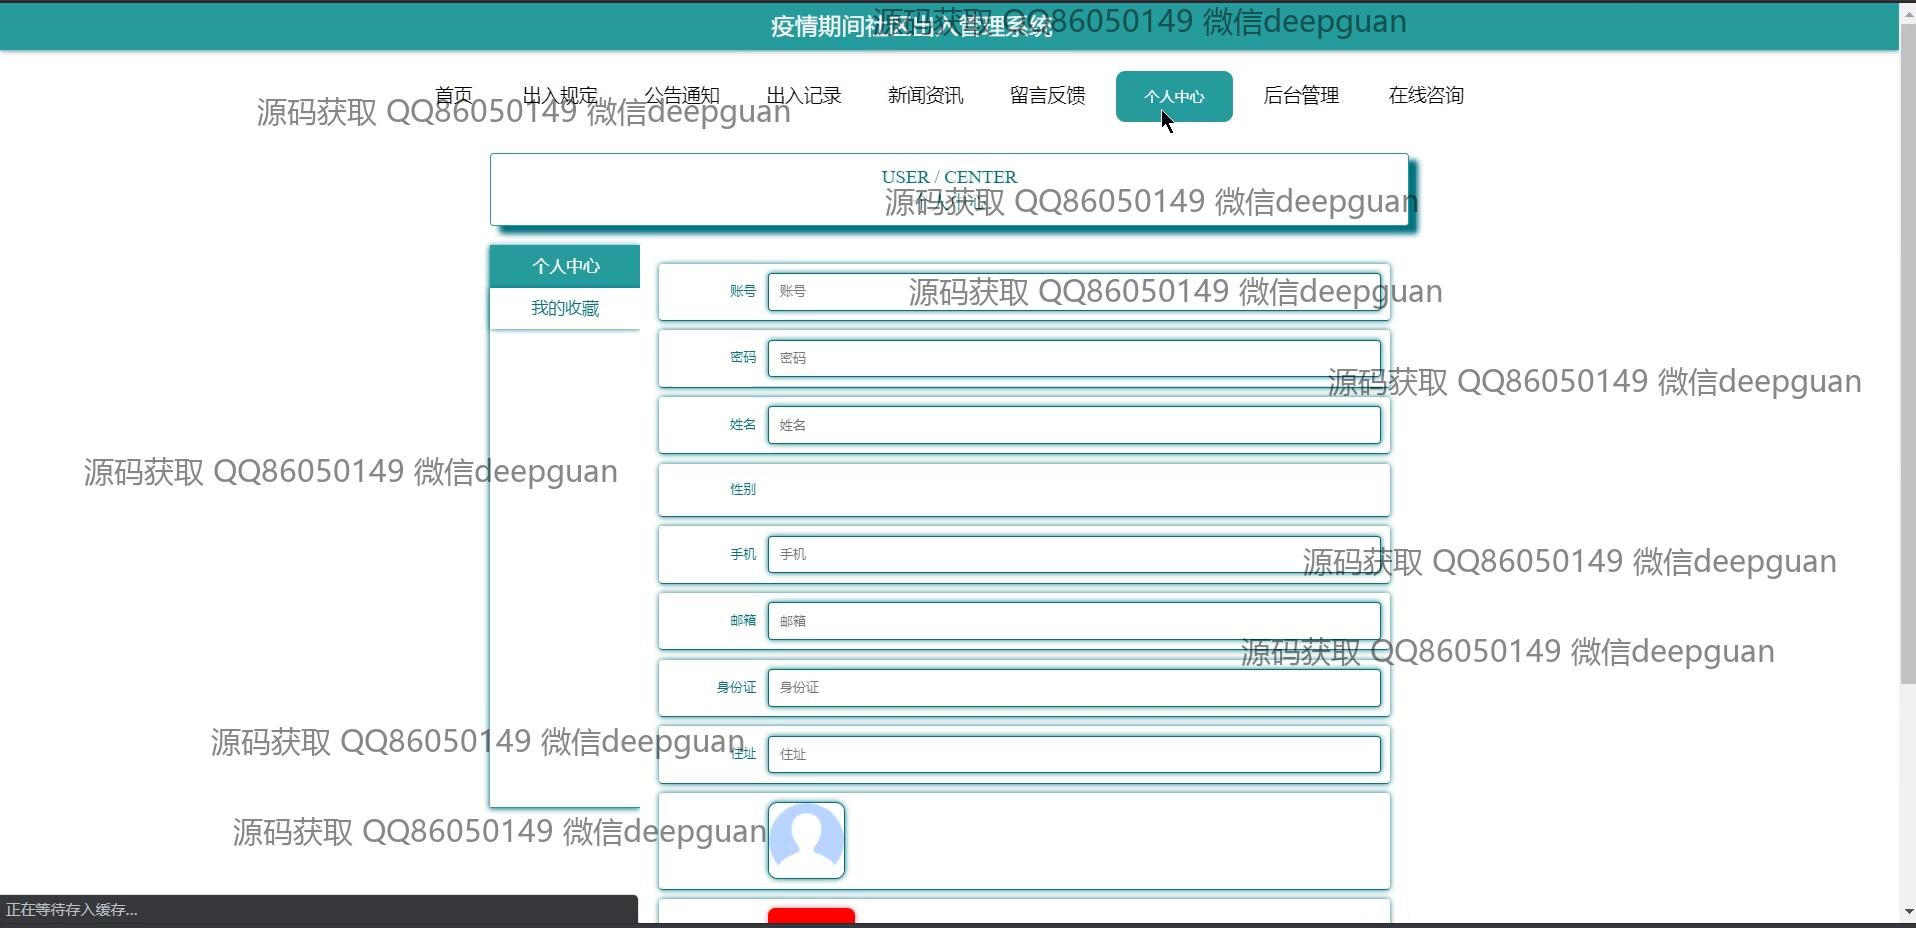 疫情期间社区出入管理系统
源码获取 QQ86050149 微信deepguan
首页 出入规定 公告通知 出入记录 新闻资讯 留言反馈 个人中心 后台管理 在线咨询
源码获取 QQ86050149 微信deepguan
USER / CENTER
个人中心
源码获取 QQ86050149 微信deepguan
个人中心
我的收藏
账号 账号
源码获取 QQ86050149 微信deepguan
密码 密码
源码获取 QQ86050149 微信deepguan
姓名 姓名
源码获取 QQ86050149 微信deepguan
性别
手机 手机
源码获取 QQ86050149 微信deepguan
邮箱 邮箱
源码获取 QQ86050149 微信deepguan
身份证 身份证
源码获取 QQ86050149 微信deepguan
住址 住址
源码获取 QQ86050149 微信deepguan
正在等待存入缓存...